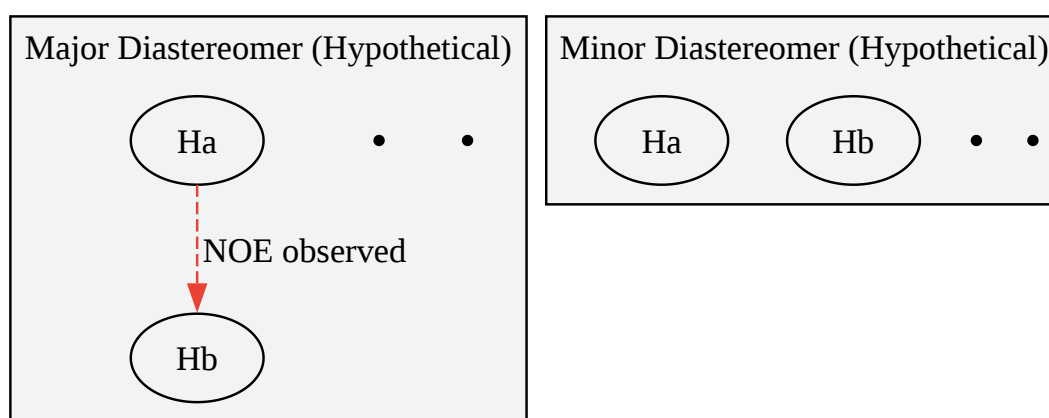 Major Diastereomer (Hypothetical)
Ha
NOE observed
Hb
Minor Diastereomer (Hypothetical)
Ha
Hb